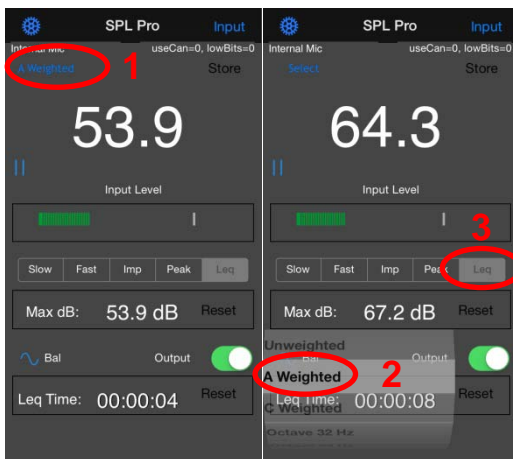 SPL Pro Input
Internal Mic useCan=0, lowBits=0
A Weighted 1 Store
53.9
Input Level
Slow Fast Imp Peak Leq
Max dB: 53.9 dB Reset
Bal Output
Leq Time: 00:00:04 Reset
SPL Pro Input
Internal Mic useCan=0, lowBits=0
Select Store
64.3
Input Level
3
Slow Fast Imp Peak Leq
Max dB: 67.2 dB Reset
Unweighted
Bal Output
A Weighted 2
Leq Time: 00:00:08 Reset
C Weighted
Octave 32 Hz